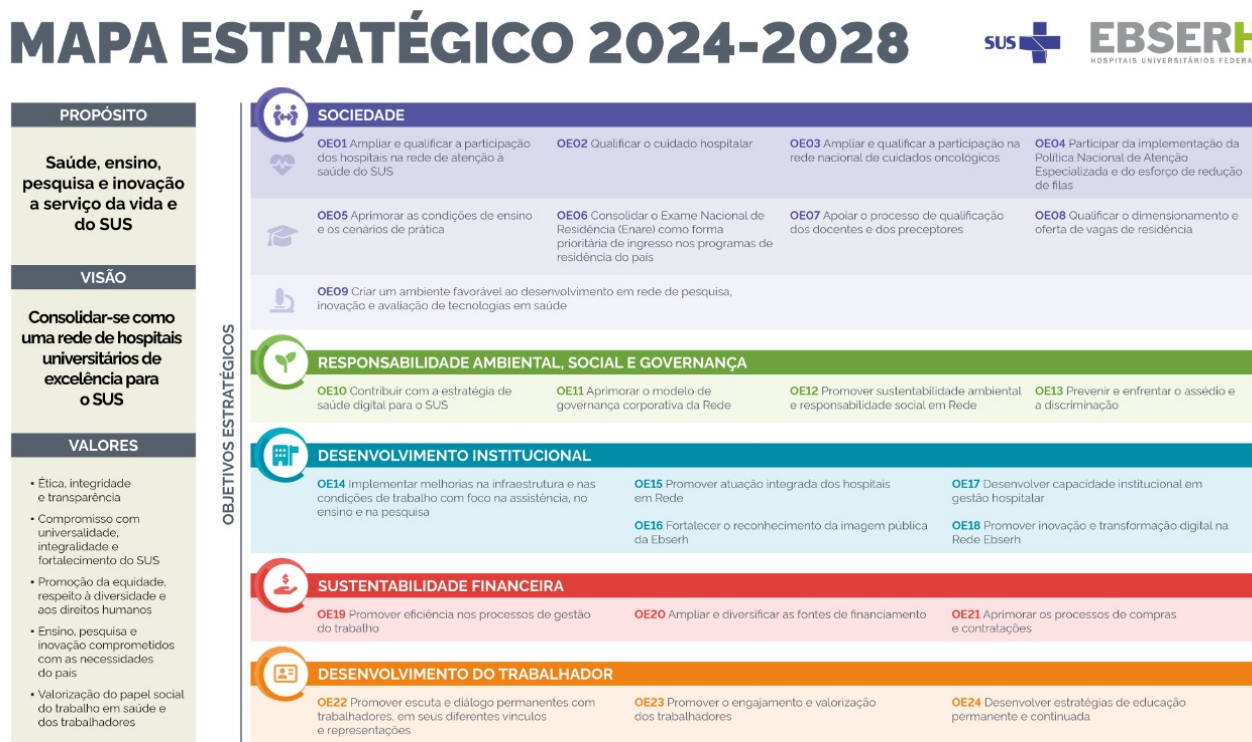 MAPA ESTRATÉGICO 2024-2028
SUS
EBSERH
HOSPITAIS UNIVERSITÁRIOS FEDERA
PROPÓSITO
Saúde, ensino,
pesquisa e inovação
a serviço da vida e
do SUS
VISÃO
Consolidar-se como
uma rede de hospitais
universitários de
excelência para
o SUS
VALORES
• Ética, integridade
e transparência
• Compromisso com
universalidade,
integralidade e
fortalecimento do SUS
• Promoção da equidade,
respeito à diversidade e
aos direitos humanos
• Ensino, pesquisa e
inovação comprometidos
com as necessidades
do país
• Valorização do papel social
do trabalho em saúde e
dos trabalhadores
OBJETIVOS ESTRATÉGICOS
SOCIEDADE
OE01 Ampliar e qualificar a participação
dos hospitais na rede de atenção à
saúde do SUS
OE02 Qualificar o cuidado hospitalar
OE03 Ampliar e qualificar a participação na
rede nacional de cuidados oncológicos
OE04 Participar da implementação da
Política Nacional de Atenção
Especializada e do esforço de redução
de filas
OE05 Aprimorar as condições de ensino
e os cenários de prática
OE06 Consolidar o Exame Nacional de
Residência (Enare) como forma
prioritária de ingresso nos programas de
residência do país
OE07 Apoiar o processo de qualificação
dos docentes e dos preceptores
OE08 Qualificar o dimensionamento e
oferta de vagas de residência
OE09 Criar um ambiente favorável ao desenvolvimento em rede de pesquisa,
inovação e avaliação de tecnologias em saúde
RESPONSABILIDADE AMBIENTAL, SOCIAL E GOVERNANÇA
OE10 Contribuir com a estratégia de
saúde digital para o SUS
OE11 Aprimorar o modelo de
governança corporativa da Rede
OE12 Promover sustentabilidade ambiental
e responsabilidade social em Rede
OE13 Prevenir e enfrentar o assédio e
a discriminação
DESENVOLVIMENTO INSTITUCIONAL
OE14 Implementar melhorias na infraestrutura e nas
condições de trabalho com foco na assistência, no
ensino e na pesquisa
OE15 Promover atuação integrada dos hospitais
em Rede
OE16 Fortalecer o reconhecimento da imagem pública
da Ebserh
OE17 Desenvolver capacidade institucional em
gestão hospitalar
OE18 Promover inovação e transformação digital na
Rede Ebserh
SUSTENTABILIDADE FINANCEIRA
OE19 Promover eficiência nos processos de gestão
do trabalho
OE20 Ampliar e diversificar as fontes de financiamento
OE21 Aprimorar os processos de compras
e contratações
DESENVOLVIMENTO DO TRABALHADOR
OE22 Promover escuta e diálogo permanentes com
trabalhadores, em seus diferentes vínculos
e representações
OE23 Promover o engajamento e valorização
dos trabalhadores
OE24 Desenvolver estratégias de educação
permanente e continuada